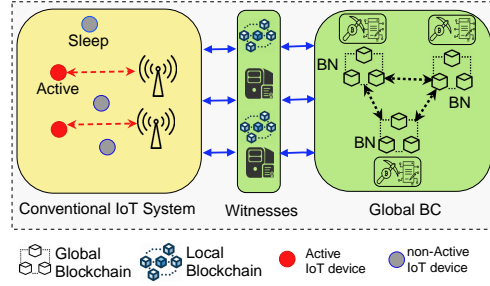 Sleep
Active
BN
BN
BN
Conventional IoT System
Witnesses
Global BC
Global
Blockchain
Local
Blockchain
Active
IoT device
non-Active
IoT device